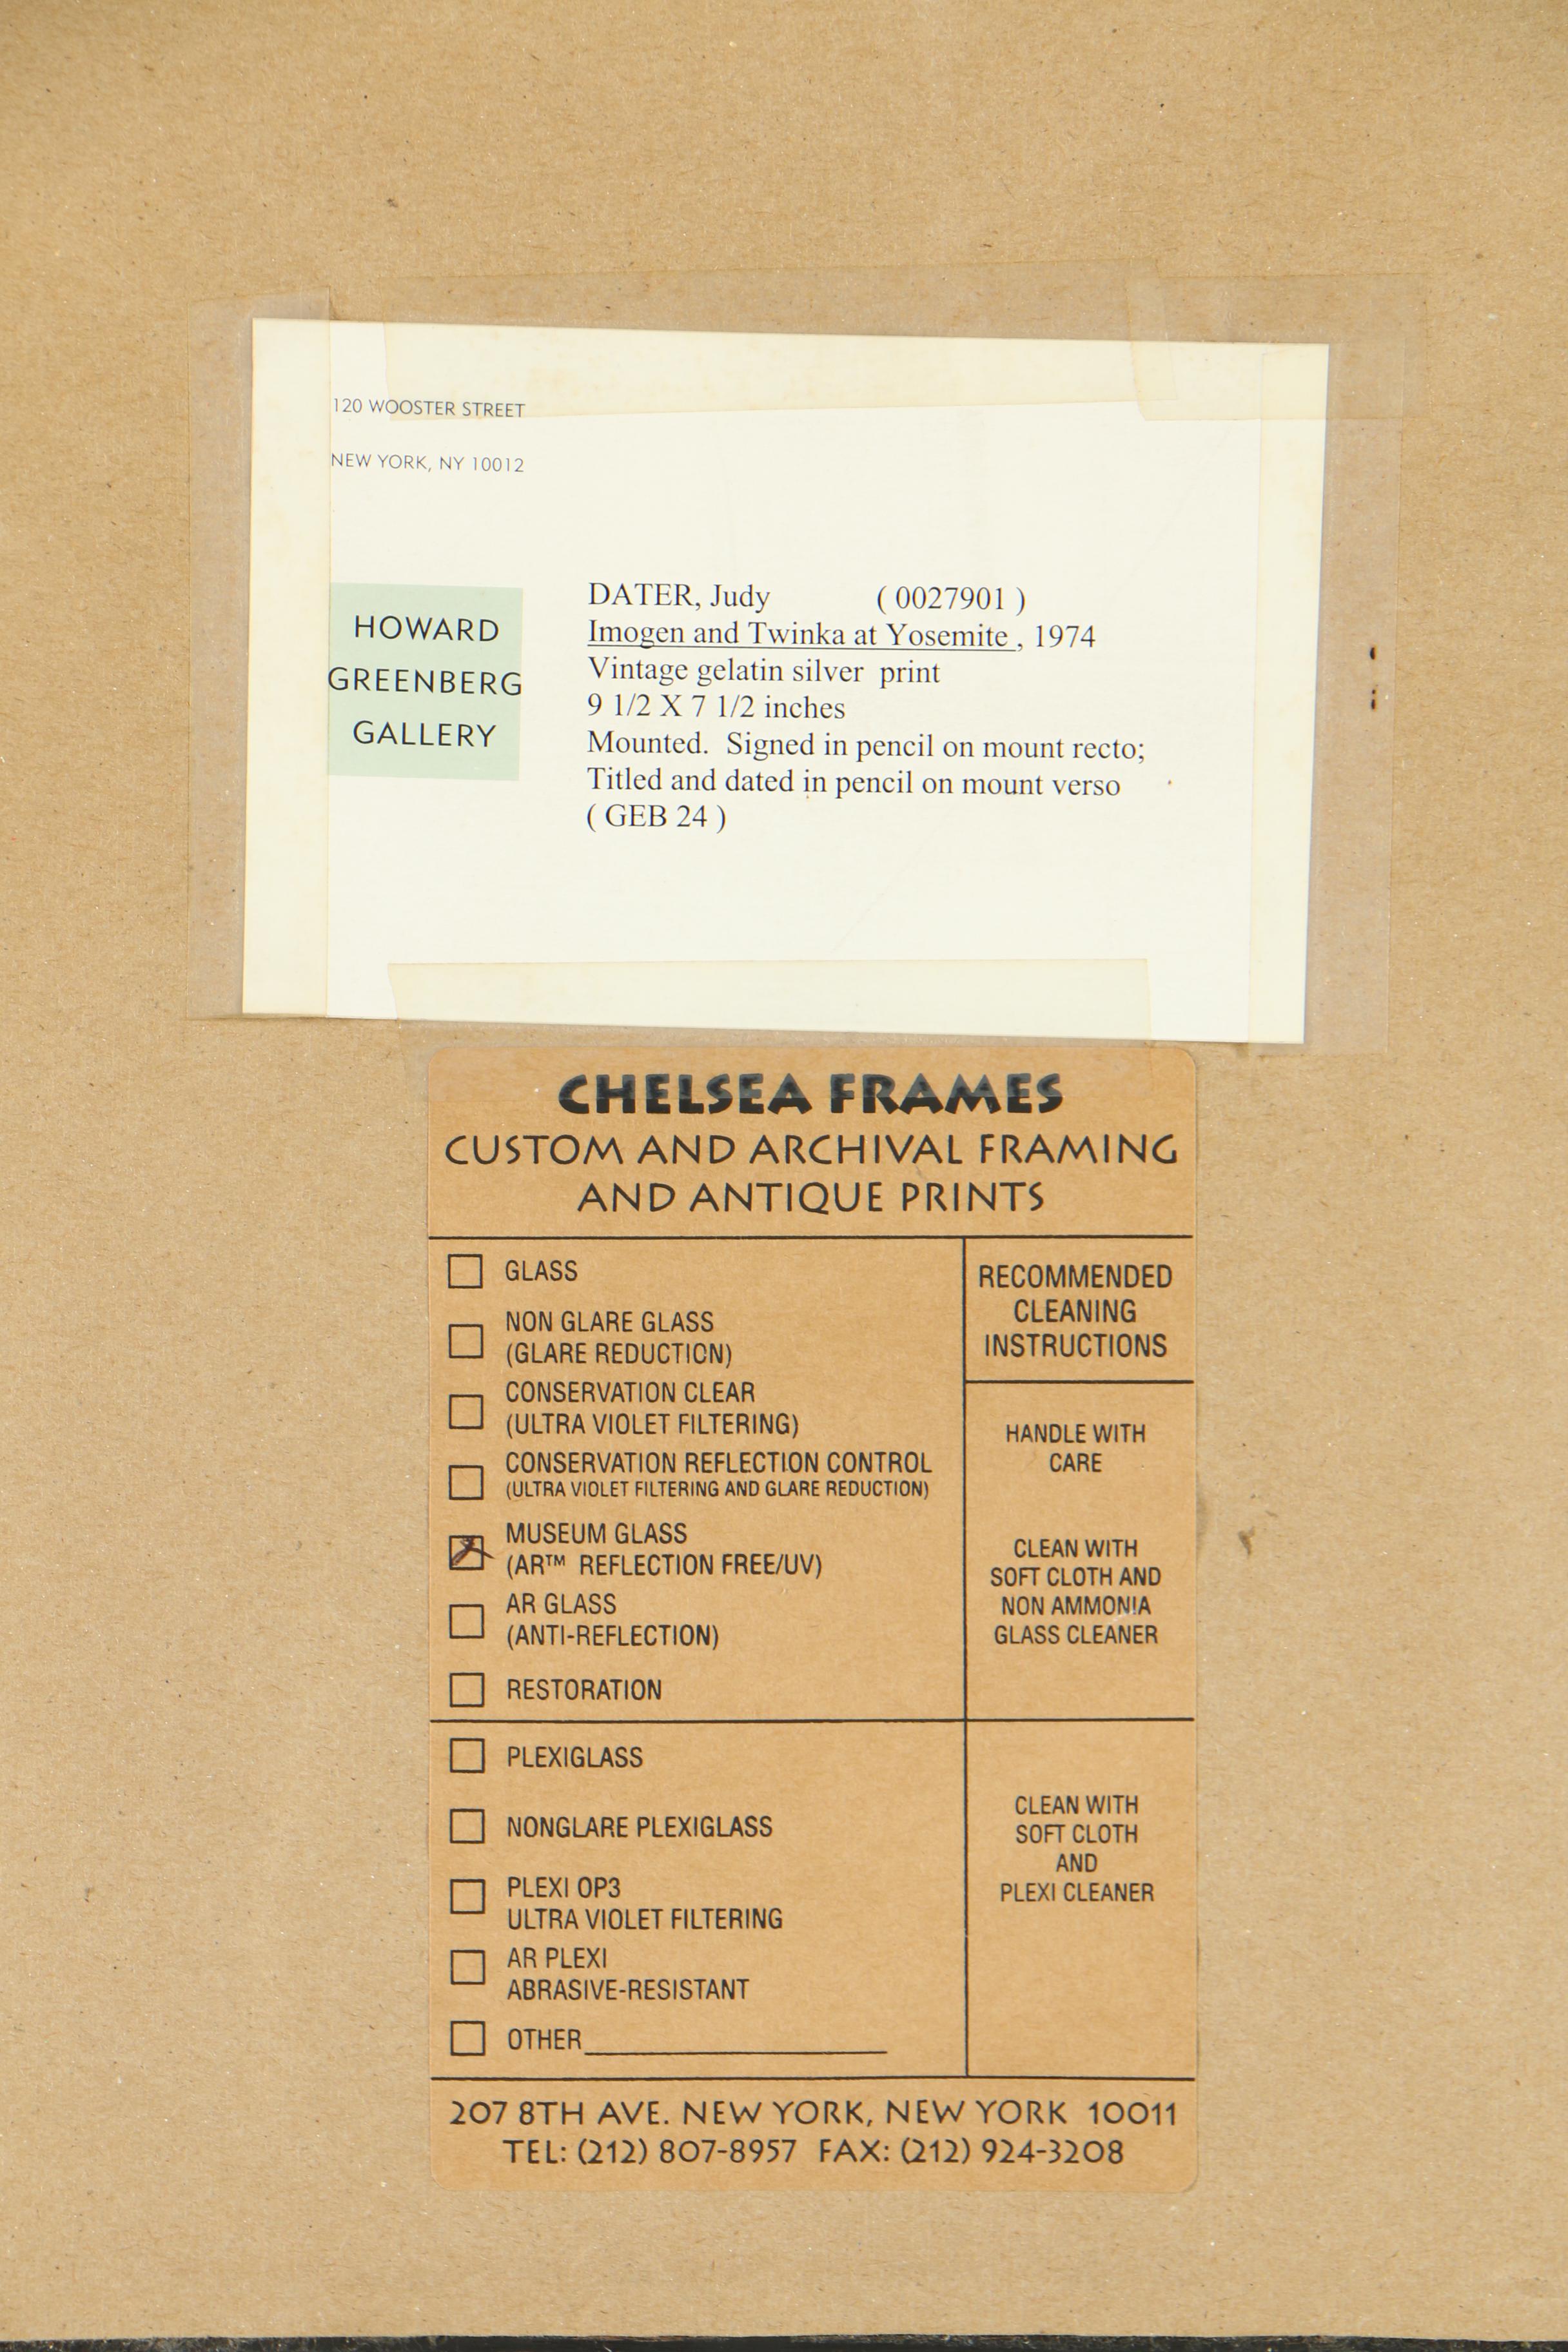 120 WOOSTER STREET
NEW YORK, NY 10012
HOWARD
GREENBERG
GALLERY
DATER, Judy ( 0027901 )
Imogen and Twinka at Yosemite , 1974
Vintage gelatin silver print
9 1/2 X 7 1/2 inches
Mounted. Signed in pencil on mount recto;
Titled and dated in pencil on mount verso
( GEB 24 )
CHELSEA FRAMES
CUSTOM AND ARCHIVAL FRAMING
AND ANTIQUE PRINTS
GLASS
NON GLARE GLASS
(GLARE REDUCTION)
CONSERVATION CLEAR
(ULTRA VIOLET FILTERING)
CONSERVATION REFLECTION CONTROL
(ULTRA VIOLET FILTERING AND GLARE REDUCTION)
MUSEUM GLASS
(AR™ REFLECTION FREE/UV)
AR GLASS
(ANTI-REFLECTION)
RESTORATION
RECOMMENDED
CLEANING
INSTRUCTIONS
HANDLE WITH
CARE
CLEAN WITH
SOFT CLOTH AND
NON AMMONIA
GLASS CLEANER
PLEXIGLASS
NONGLARE PLEXIGLASS
PLEXI OP3
ULTRA VIOLET FILTERING
AR PLEXI
ABRASIVE-RESISTANT
OTHER
CLEAN WITH
SOFT CLOTH
AND
PLEXI CLEANER
207 8TH AVE. NEW YORK, NEW YORK 10011
TEL: (212) 807-8957 FAX: (212) 924-3208